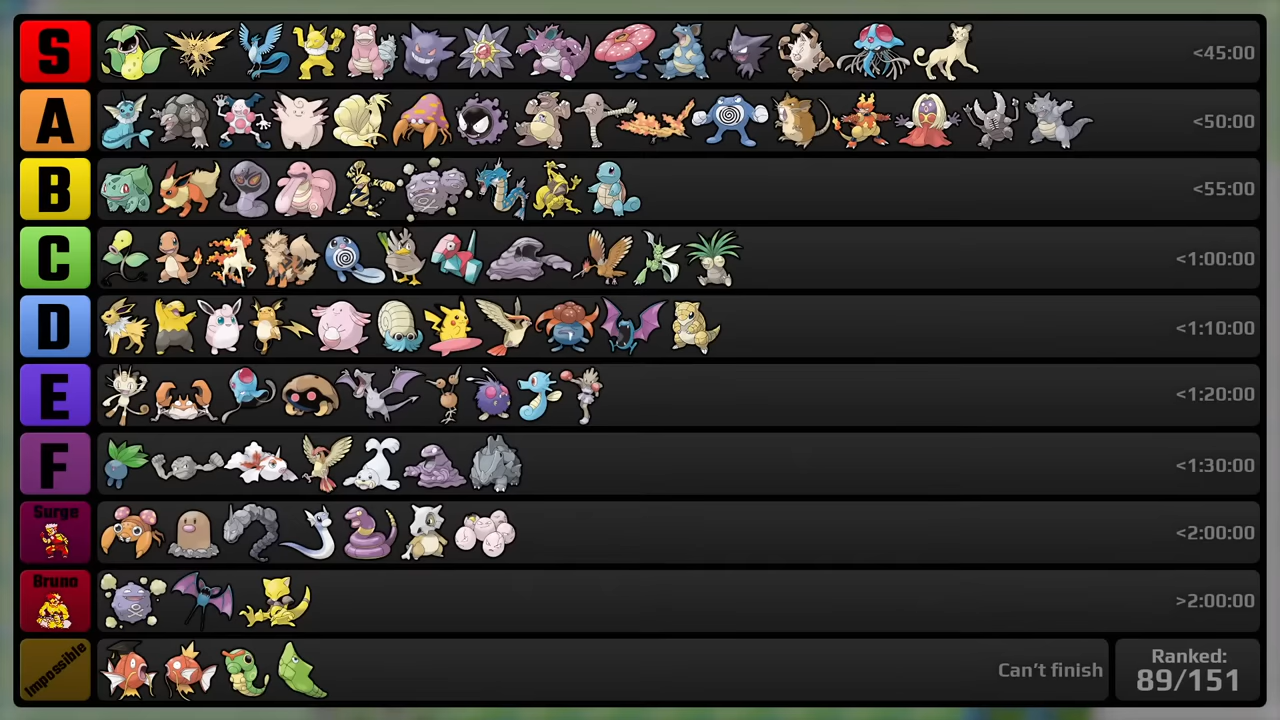 S
<45:00
A
<50:00
B
<55:00
C
<1:00:00
D
<1:10:00
E
<1:20:00
F
<1:30:00
Surge
<2:00:00
Bruno
>2:00:00
Impossible
Can't finish
Ranked:
89/151